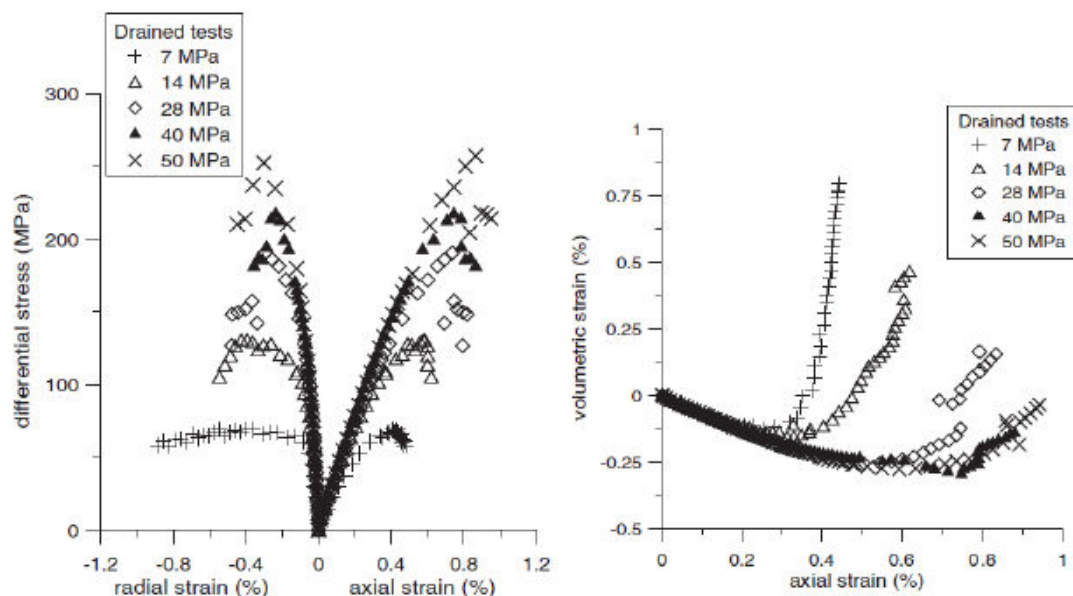 Drained tests
7 MPa
14 MPa
28 MPa
40 MPa
50 MPa
differential stress (MPa)
300
200
100
0
-1.2 -0.8 -0.4 0 0.4 0.8 1.2
radial strain (%) axial strain (%)
Drained tests
7 MPa
14 MPa
28 MPa
40 MPa
50 MPa
volumetric strain (%)
1
0.75
0.5
0.25
0
-0.25
-0.5
0 0.2 0.4 0.6 0.8 1
axial strain (%)